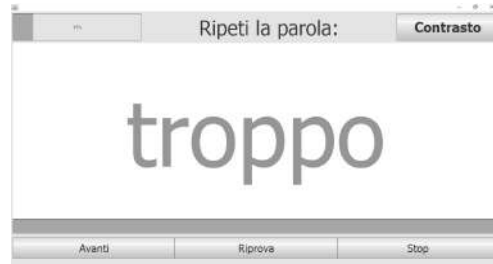 Ripeti la parola:
Contrasto
troppo
Avanti
Riprova
Stop